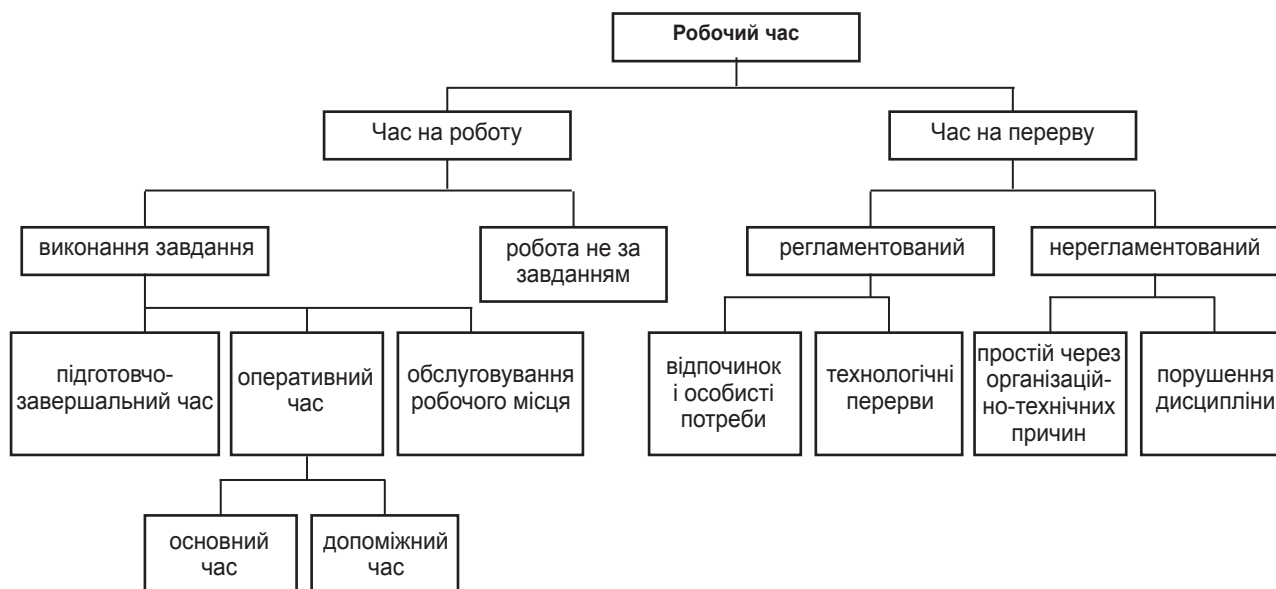 Робочий час
Час на роботу
Час на перерву
виконання завдання
робота не за
завданням
регламентований
нерегламентований
підготовчо-
завершальний час
оперативний
час
обслуговування
робочого місця
відпочинок
і особисті
потреби
технологічні
перерви
простій через
організацій-
но-технічних
причин
порушення
дисципліни
основний
час
допоміжний
час